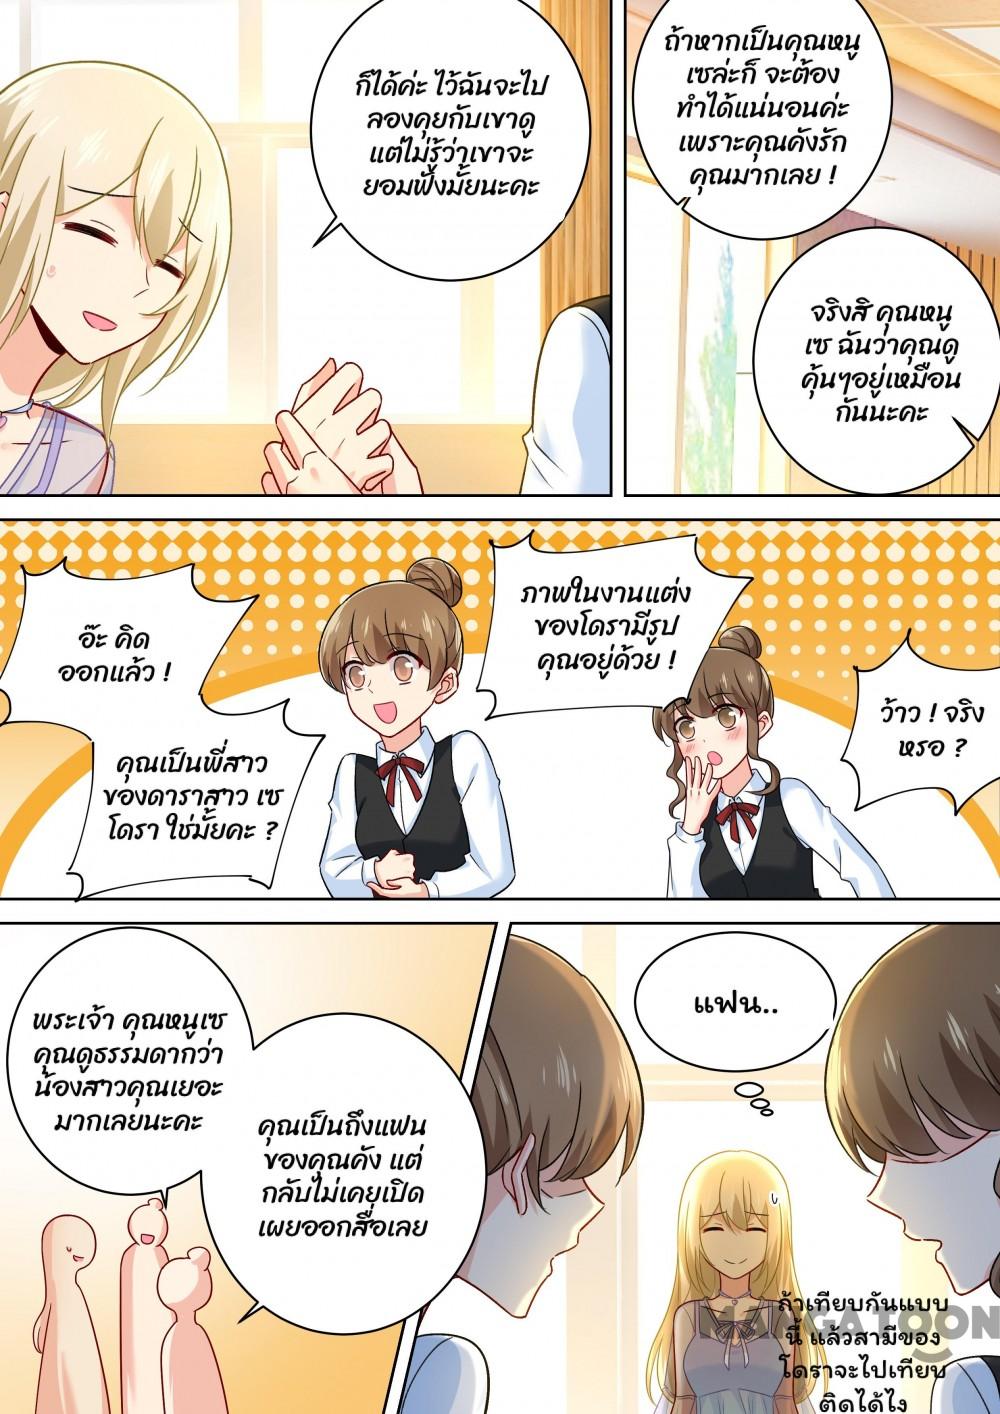 ก็ได้ค่ะ ไว้ฉันจะไป
ลองคุยกับเขาดู
แต่ไม่รู้ว่าเขาจะ
ยอมฟังมั้ยนะคะ
ถ้าหากเป็นคุณหนู
เซล่ะก็ จะต้อง
ทำได้แน่นอนค่ะ
เพราะคุณคังรัก
คุณมากเลย !
จริงสิ คุณหนู
เซ ฉันว่าคุณดู
คุ้นๆอยู่เหมือน
กันนะคะ
อ๊ะ คิด
ออกแล้ว !
คุณเป็นพี่สาว
ของดาราสาว เซ
โดรา ใช่มั้ยคะ ?
ภาพในงานแต่ง
ของโดรามีรูป
คุณอยู่ด้วย !
ว้าว ! จริง
หรอ ?
พระเจ้า คุณหนูเซ
คุณดูธรรมดากว่า
น้องสาวคุณเยอะ
มากเลยนะคะ
คุณเป็นถึงแฟน
ของคุณคัง แต่
กลับไม่เคยเปิด
เผยออกสื่อเลย
แฟน..
ถ้าเทียบกันแบบ
นี้ แล้วสามีของ
โดราจะไปเทียบ
ติดได้ไง
MANGATOON